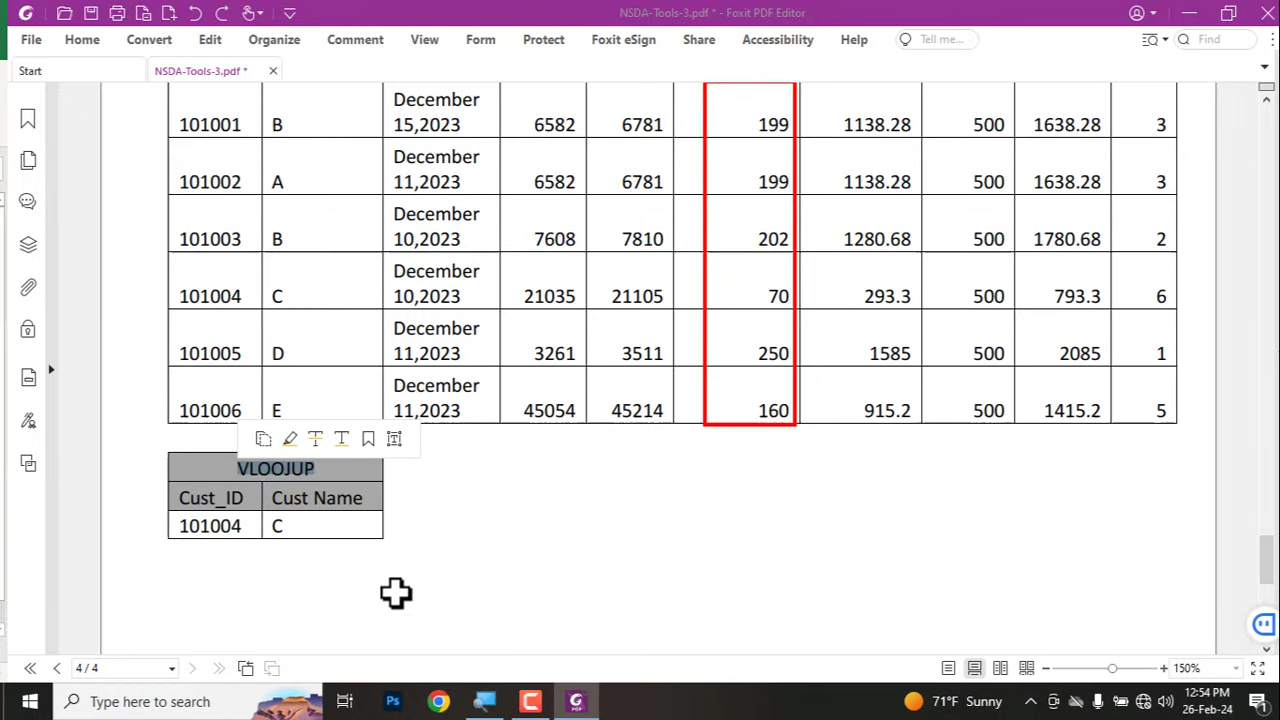 NSDA-Tools-3.pdf * - Foxit PDF Editor
File Home Convert Edit Organize Comment View Form Protect Foxit eSign Share Accessibility Help Tell me... Find
Start NSDA-Tools-3.pdf *
101001 B December 15,2023 6582 6781 199 1138.28 500 1638.28 3
101002 A December 11,2023 6582 6781 199 1138.28 500 1638.28 3
101003 B December 10,2023 7608 7810 202 1280.68 500 1780.68 2
101004 C December 10,2023 21035 21105 70 293.3 500 793.3 6
101005 D December 11,2023 3261 3511 250 1585 500 2085 1
101006 E December 11,2023 45054 45214 160 915.2 500 1415.2 5
VLOOJUP
Cust_ID Cust Name
101004 C
4 / 4 150%
Type here to search Ps PDF 71°F Sunny 12:54 PM
26-Feb-24 1